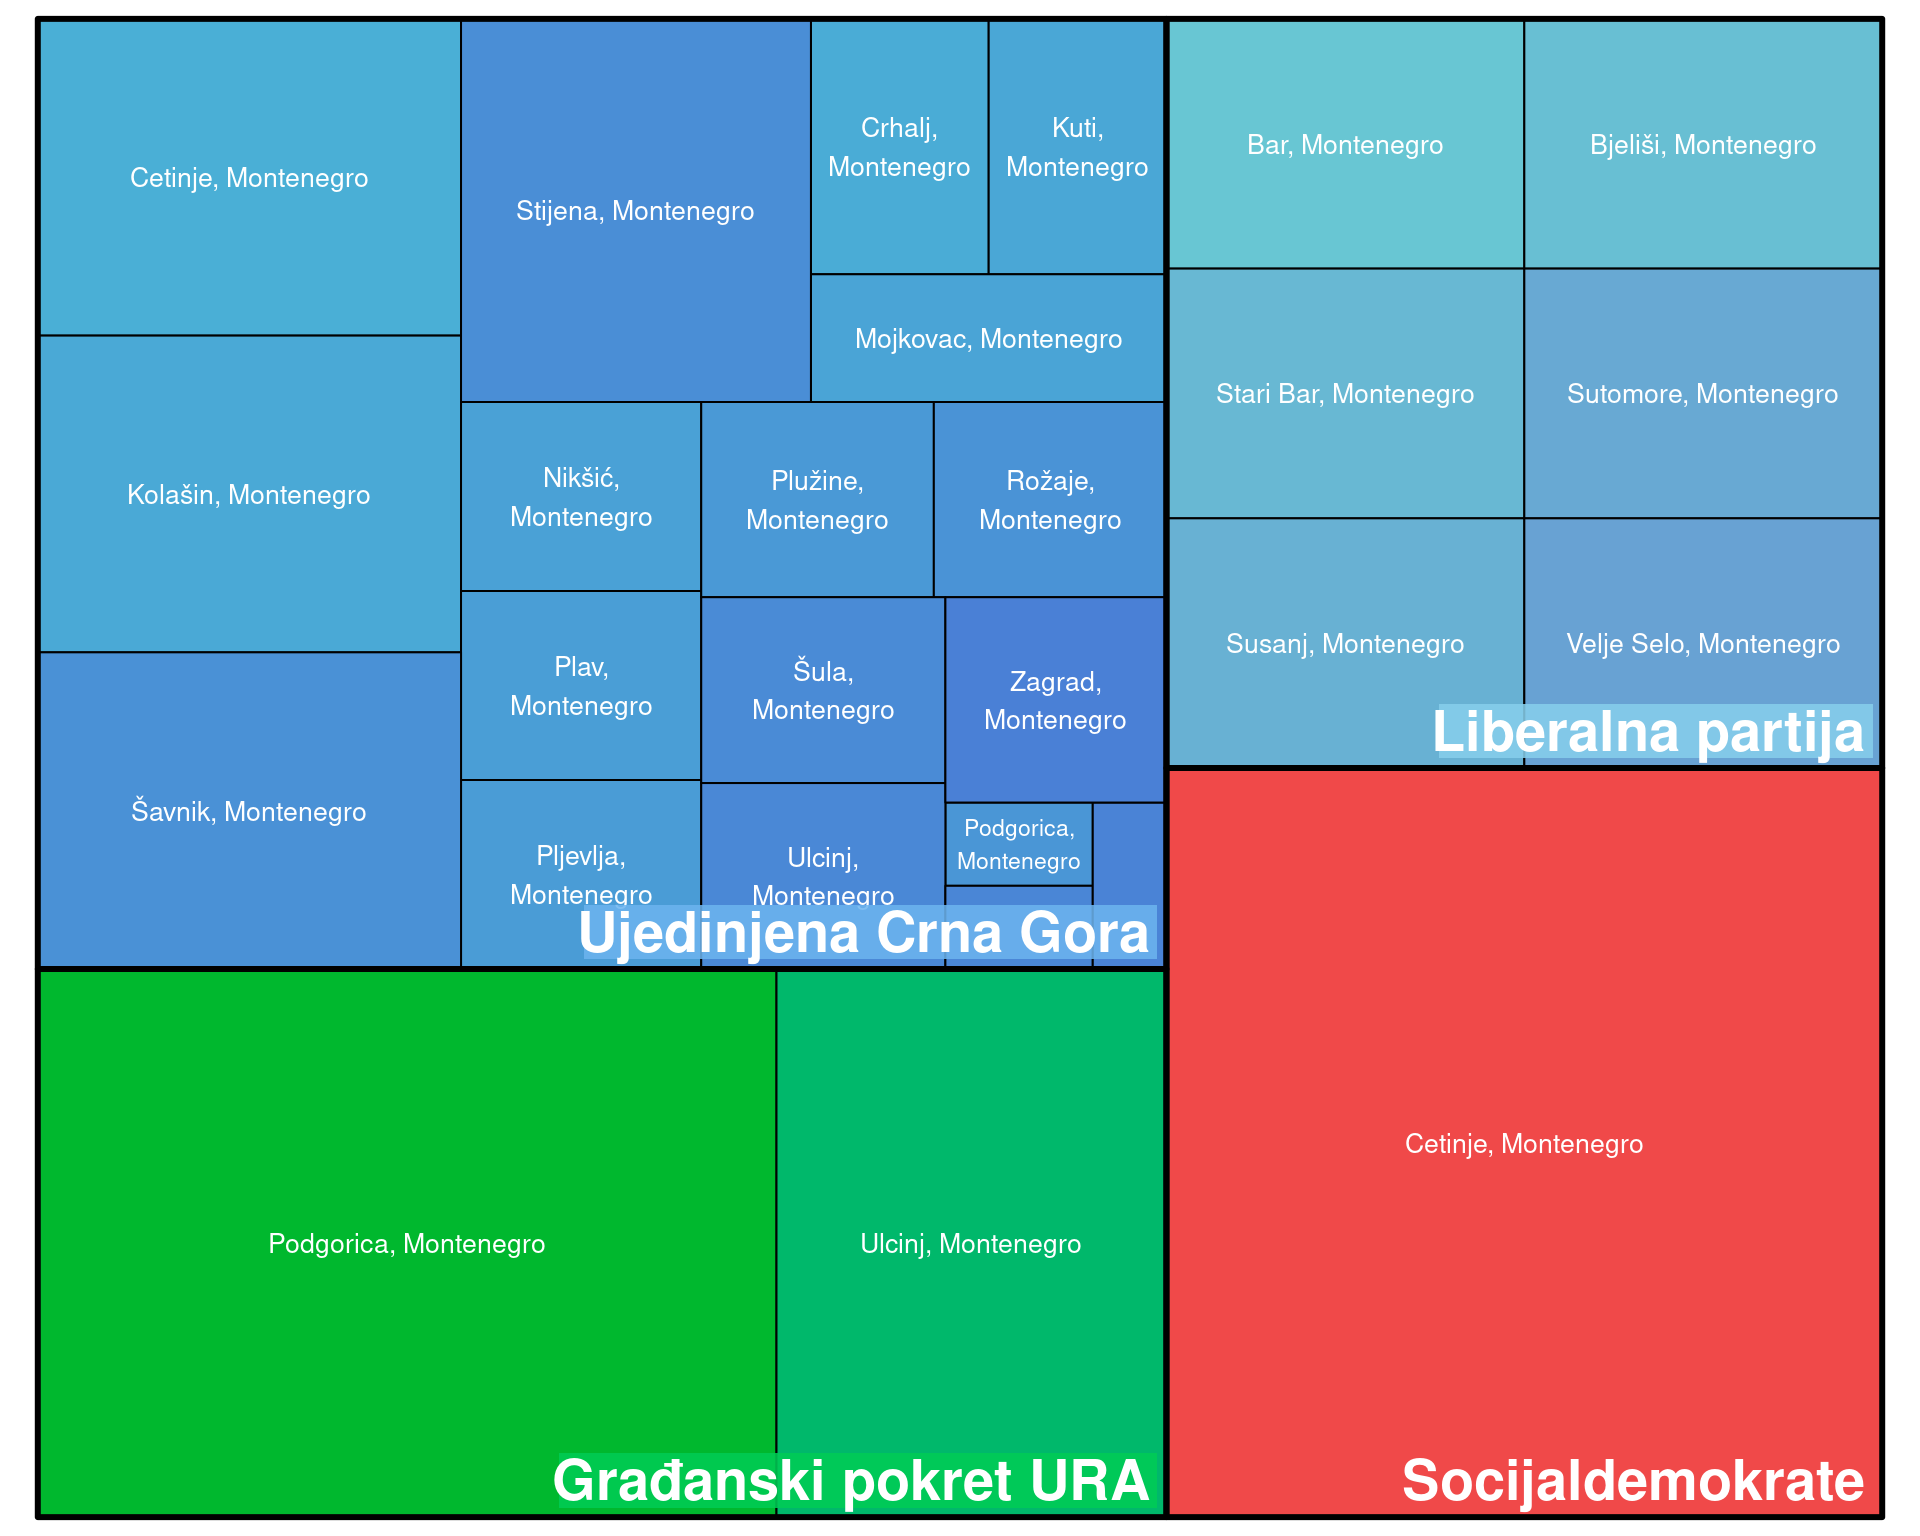 Cetinje, Montenegro
Kolašin, Montenegro
Šavnik, Montenegro
Stijena, Montenegro
Crhalj,
Montenegro
Kuti,
Montenegro
Mojkovac, Montenegro
Nikšić,
Montenegro
Plužine,
Montenegro
Rožaje,
Montenegro
Plav,
Montenegro
Šula,
Montenegro
Zagrad,
Montenegro
Pljevlja,
Montenegro
Ulcinj,
Montenegro
Podgorica,
Montenegro
Ujedinjena Crna Gora
Bar, Montenegro
Bjeliši, Montenegro
Stari Bar, Montenegro
Sutomore, Montenegro
Susanj, Montenegro
Velje Selo, Montenegro
Liberalna partija
Podgorica, Montenegro
Ulcinj, Montenegro
Građanski pokret URA
Cetinje, Montenegro
Socijaldemokrate